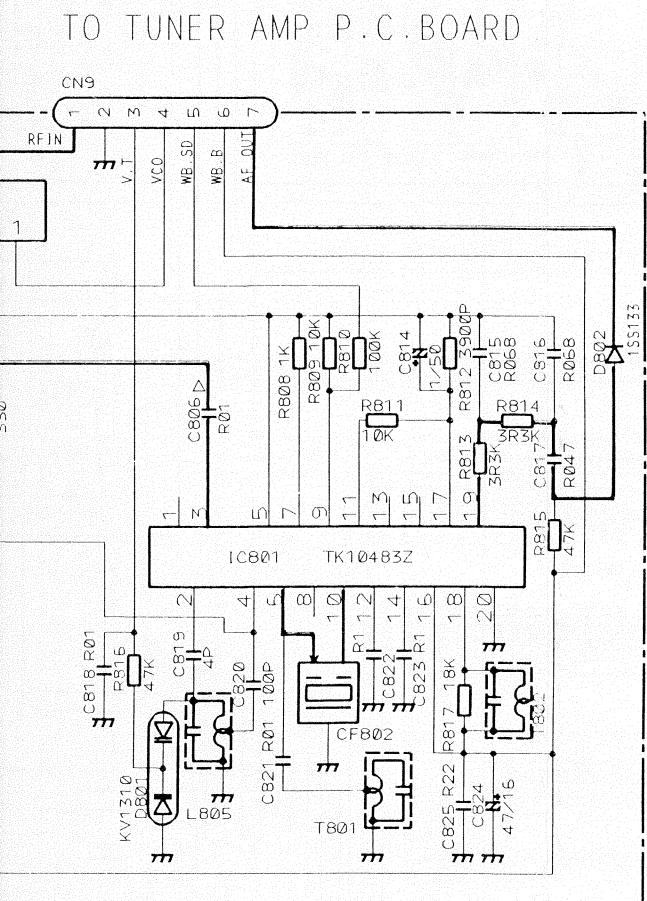 TO TUNER AMP P.C.BOARD
CN9
1 2 3 4 5 6 7
RFIN
V.T
VCO
WB.SD
WB.B
AF OUT
1
C806
R01
R808 1K
R809 10K
R810
100K
C814
1/50
R812 3900P
C815
R068
C816
R068
D802
1SS133
R811
10K
R814
3R3K
R813
3R3K
C817
R047
R815
47K
1 3 5 7 9 11 13 15 17 19
IC801 TK10483Z
2 4 6 8 10 12 14 16 18 20
C818 R01
R816
47K
C819
4P
C820
100P
C821 R01
R1
C822
R1
C823
R817 18K
CF802
KV1310
D801
L805
T801
C825 R22
C824
47/16